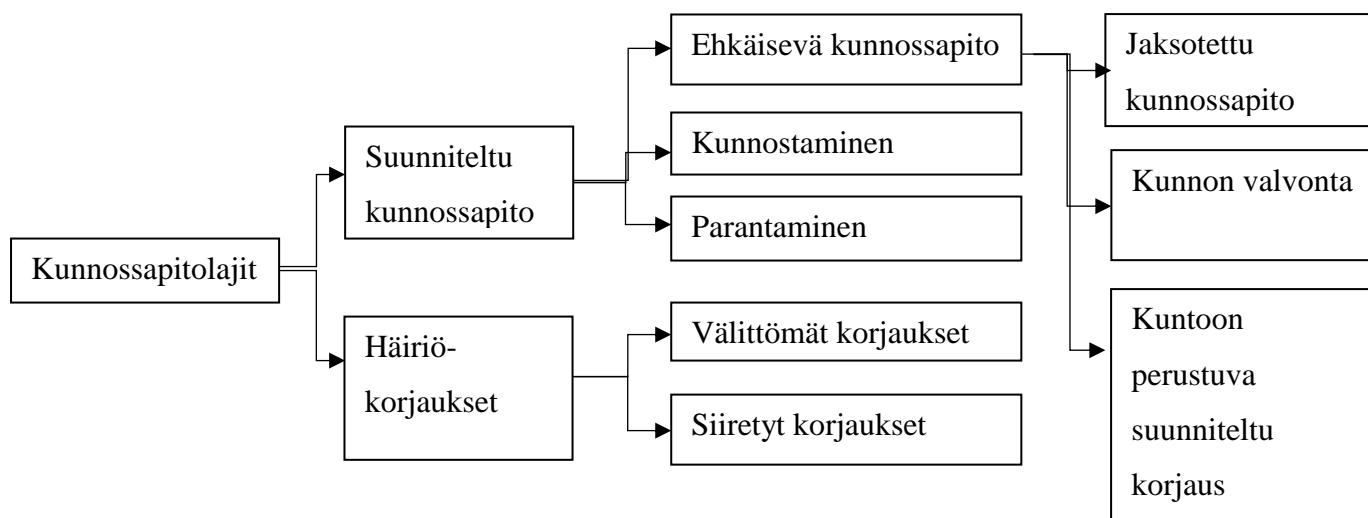 Kunnossapitolajit
Suunniteltu
kunnossapito
Häiriö-
korjaukset
Ehkäisevä kunnossapito
Kunnostaminen
Parantaminen
Välittömät korjaukset
Siiretyt korjaukset
Jaksotettu
kunnossapito
Kunnon valvonta
Kuntoon
perustuva
suunniteltu
korjaus